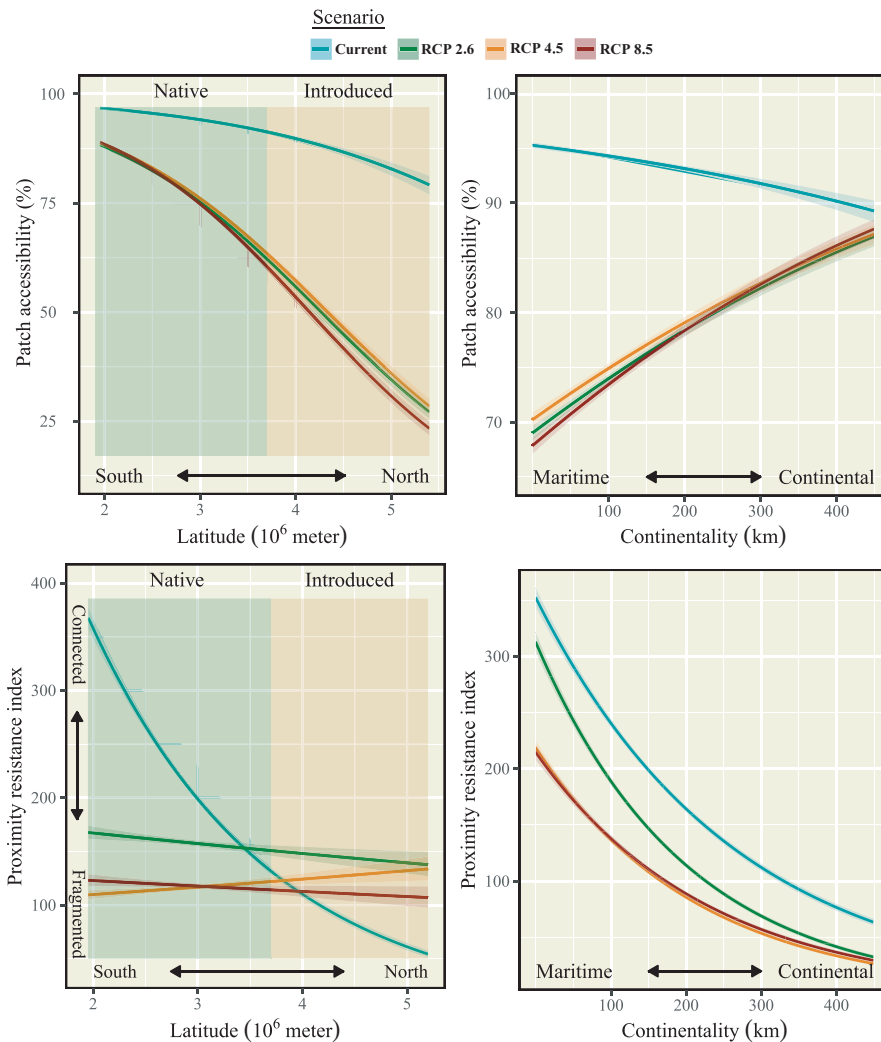 Scenario
Current RCP 2.6 RCP 4.5 RCP 8.5
Native Introduced
100
75
50
25
Patch accessibility (%)
South North
2 3 4 5
Latitude (10⁶ meter)
100
90
80
70
Patch accessibility (%)
Maritime Continental
100 200 300 400
Continentality (km)
Native Introduced
400
300
200
100
Proximity resistance index
Connected
Fragmented
South North
2 3 4 5
Latitude (10⁶ meter)
300
200
100
Proximity resistance index
Maritime Continental
100 200 300 400
Continentality (km)